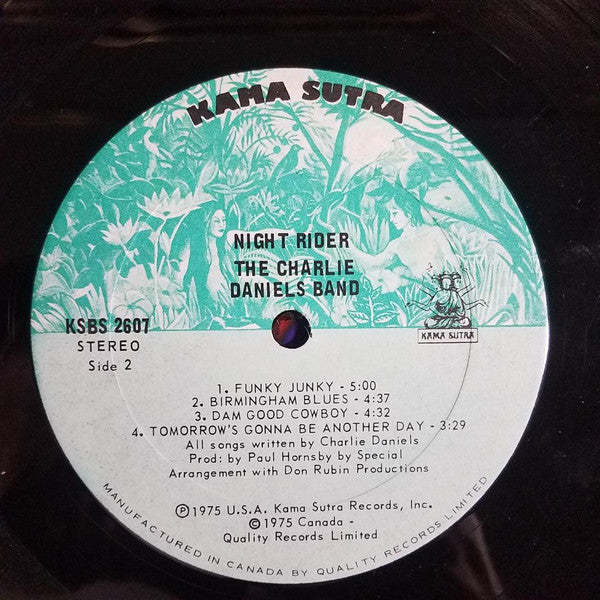 KAMA SUTRA
NIGHT RIDER
THE CHARLIE
DANIELS BAND
KSBS 2607
STEREO
Side 2
KAMA SUTRA
1. FUNKY JUNKY - 5:00
2. BIRMINGHAM BLUES - 4:37
3. DAM GOOD COWBOY - 4:32
4. TOMORROW'S GONNA BE ANOTHER DAY - 3:29
All songs written by Charlie Daniels
Prod: by Paul Hornsby by Special
Arrangement with Don Rubin Productions
Ⓟ 1975 U.S.A. Kama Sutra Records, Inc.
© 1975 Canada -
Quality Records Limited
MANUFACTURED IN CANADA BY QUALITY RECORDS LIMITED